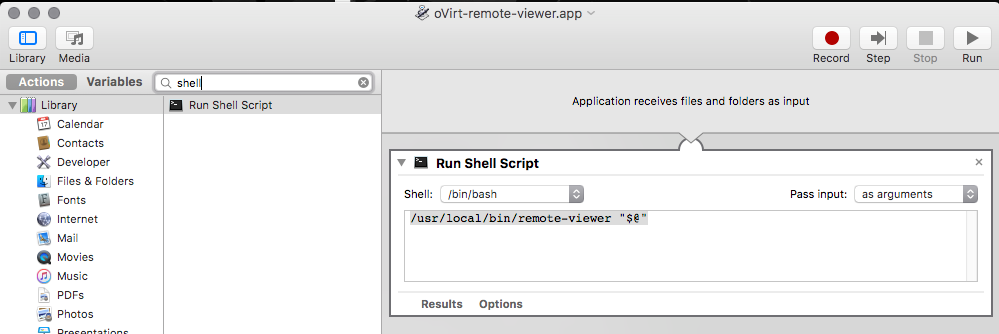 oVirt-remote-viewer.app
Library
Media
Record
Step
Stop
Run
Actions
Variables
shell
Library
Calendar
Contacts
Developer
Files & Folders
Fonts
Internet
Mail
Movies
Music
PDFs
Photos
Presentations
Run Shell Script
Application receives files and folders as input
Run Shell Script
Shell: /bin/bash
Pass input: as arguments
/usr/local/bin/remote-viewer "$@"
Results Options